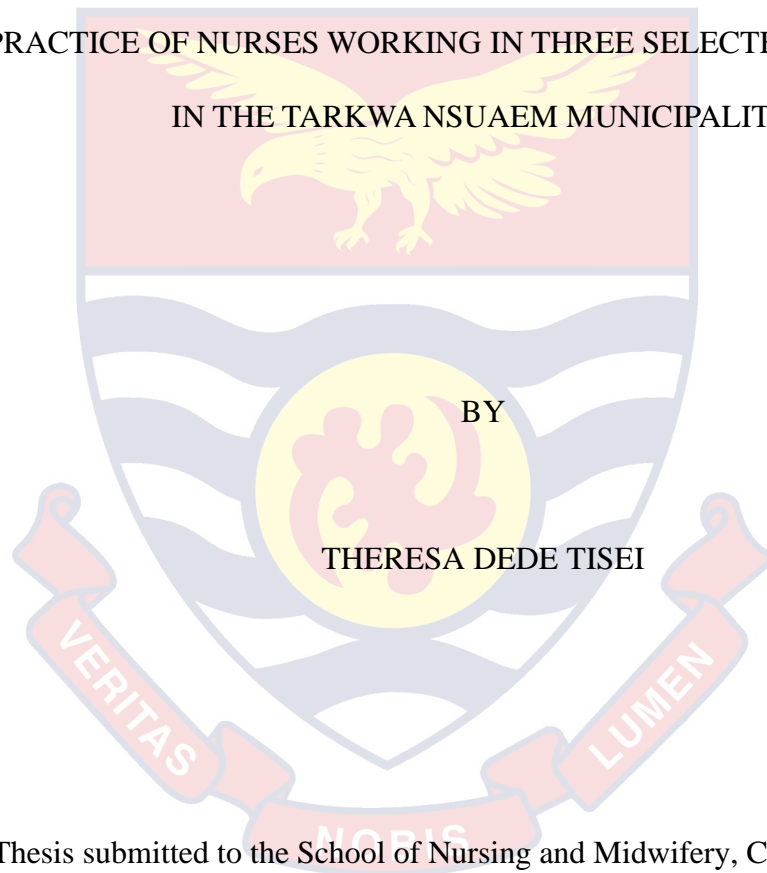 PRACTICE OF NURSES WORKING IN THREE SELECTE
IN THE TARKWA NSUAEM MUNICIPALIT
BY
THERESA DEDE TISEI
VERITAS
NOBIS
LUMEN
Thesis submitted to the School of Nursing and Midwifery, C